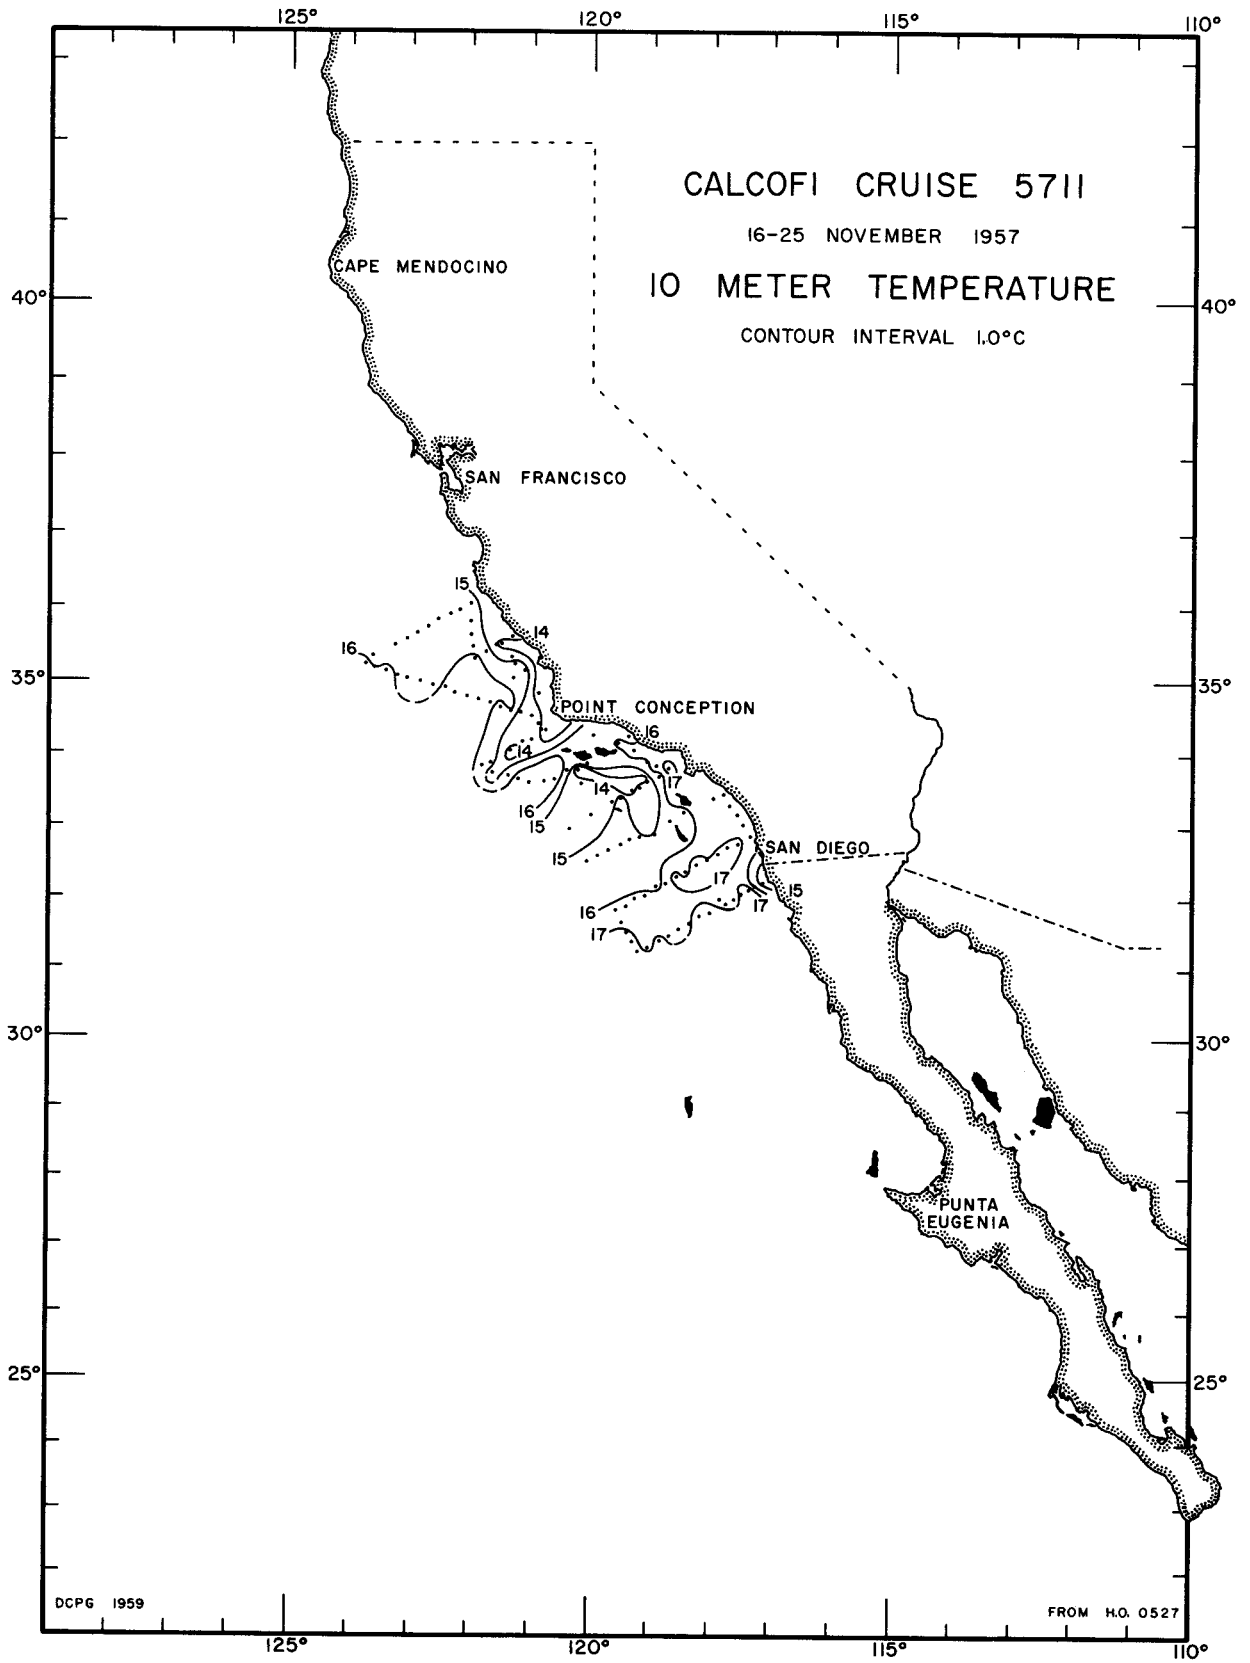 125° 120° 115° 110°
CALCOFI CRUISE 5711
16-25 NOVEMBER 1957
10 METER TEMPERATURE
CONTOUR INTERVAL 1.0°C
CAPE MENDOCINO
40° 40°
SAN FRANCISCO
15
14
16
35° 35°
POINT CONCEPTION
16
14
17
14
16
15
SAN DIEGO
15
17
15
17
16
17
30° 30°
PUNTA
EUGENIA
25° 25°
DCPG 1959
FROM H.O. 0527
125° 120° 115° 110°